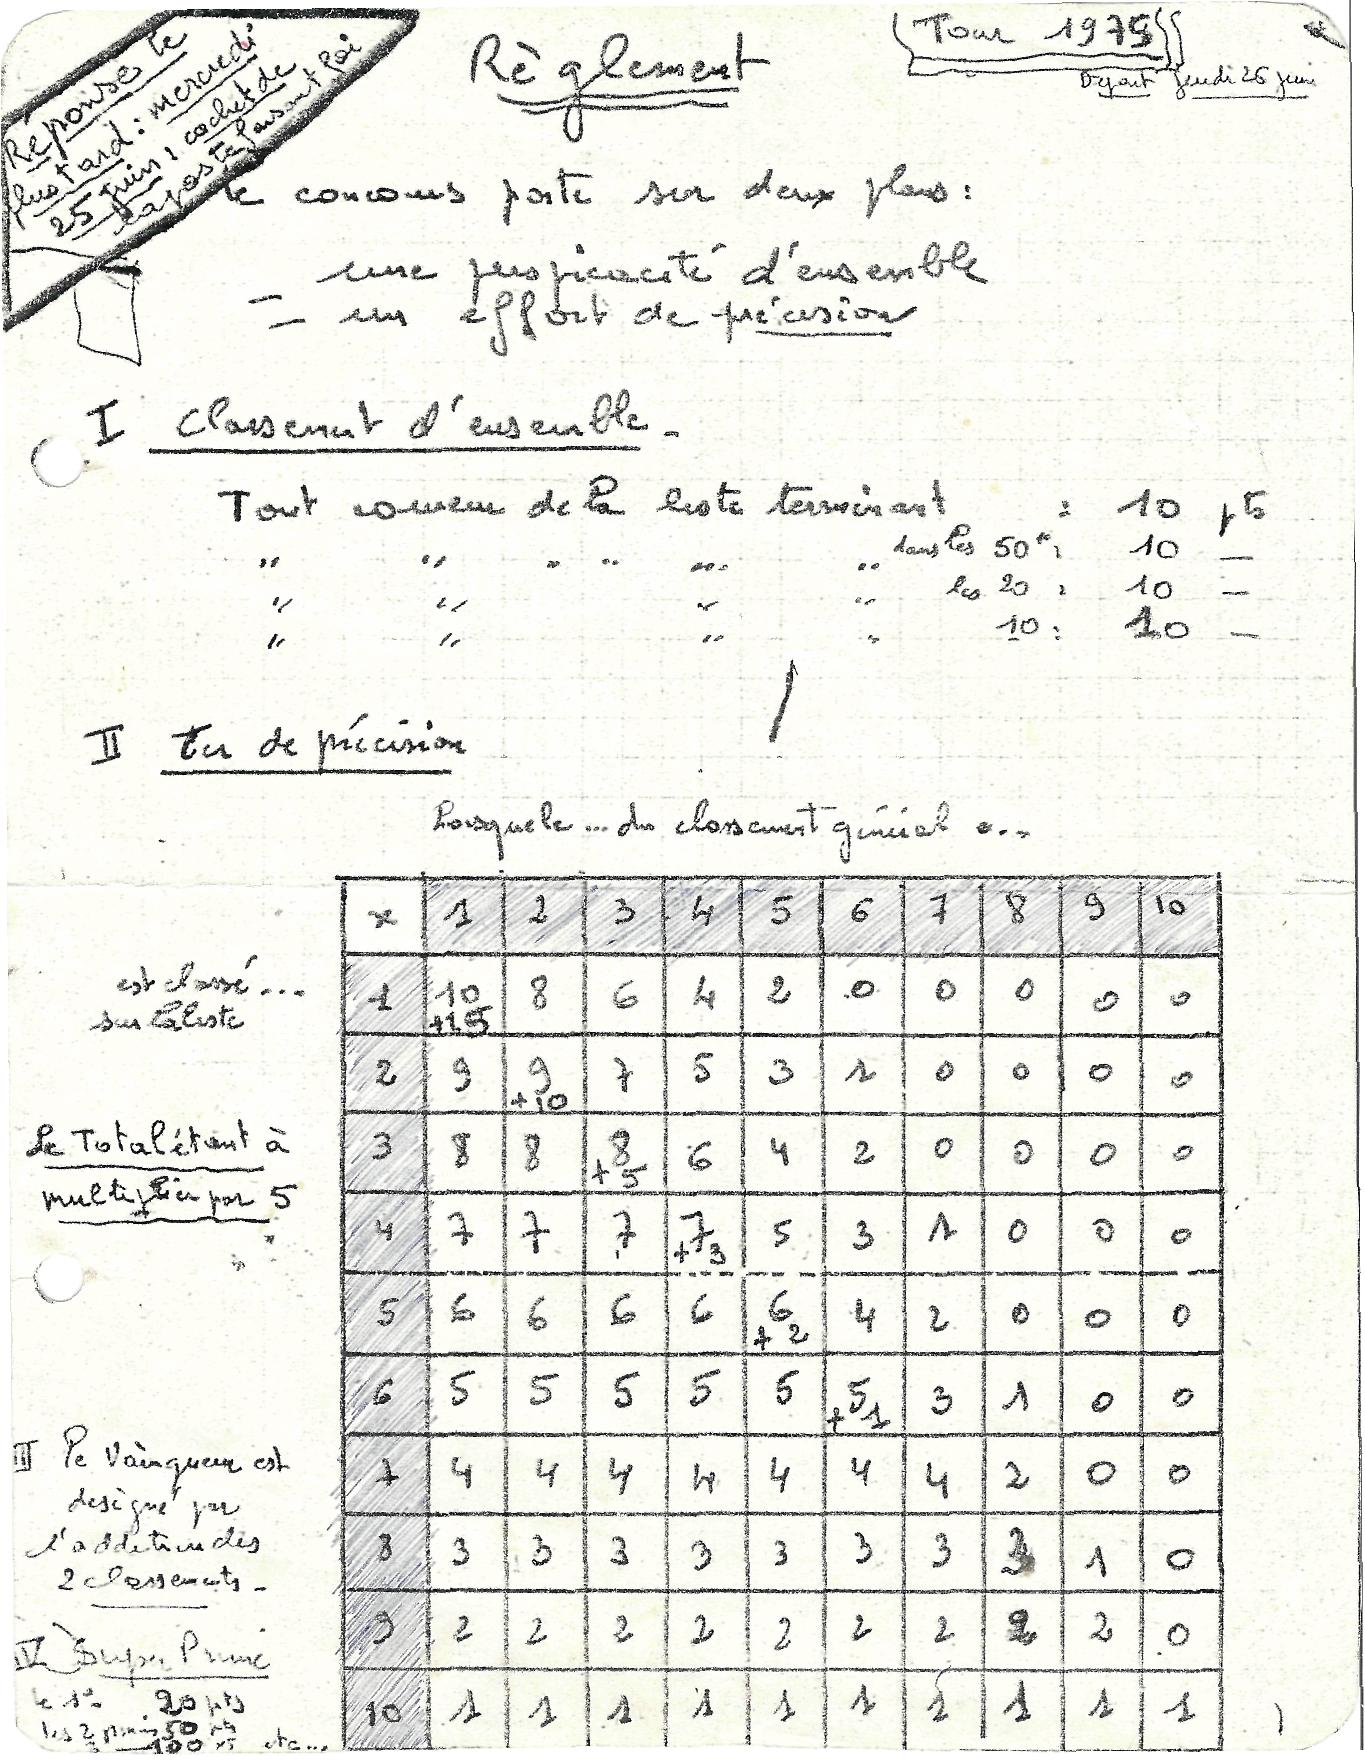 Réponse le
plus tard : mercredi
25 juin, cachet de
la poste faisant foi
Règlement
Tour 1975
Départ Jeudi 26 juin
Le concours porte sur deux plans :
- une perspicacité d'ensemble
- un effort de précision
I Classement d'ensemble -
Tout coureur de la liste terminant : 10 pts
" " " " " " dans les 50e : 10 -
" " " " les 20 : 10 -
" " " " 10 : 10 -
II tir de précision
Lorsque le ... du classement général a...
x 1 2 3 4 5 6 7 8 9 10
est classé...
sur la liste
1 10 +15 8 6 4 2 0 0 0 0 0
2 9 9 +10 7 5 3 1 0 0 0 0
Le Total étant à
multiplier par 5
3 8 8 8 +5 6 4 2 0 0 0 0
4 7 7 7 7 +3 5 3 1 0 0 0
5 6 6 6 6 6 +2 4 2 0 0 0
6 5 5 5 5 5 5 +1 3 1 0 0
III Le Vainqueur est
désigné par
l'addition des
2 classements -
7 4 4 4 4 4 4 4 2 0 0
8 3 3 3 3 3 3 3 3 1 0
9 2 2 2 2 2 2 2 2 2 0
10 1 1 1 1 1 1 1 1 1 1
IV Super Prime
le 1er 20 pts
les 2 premiers 50 pts
3 100 pts etc...